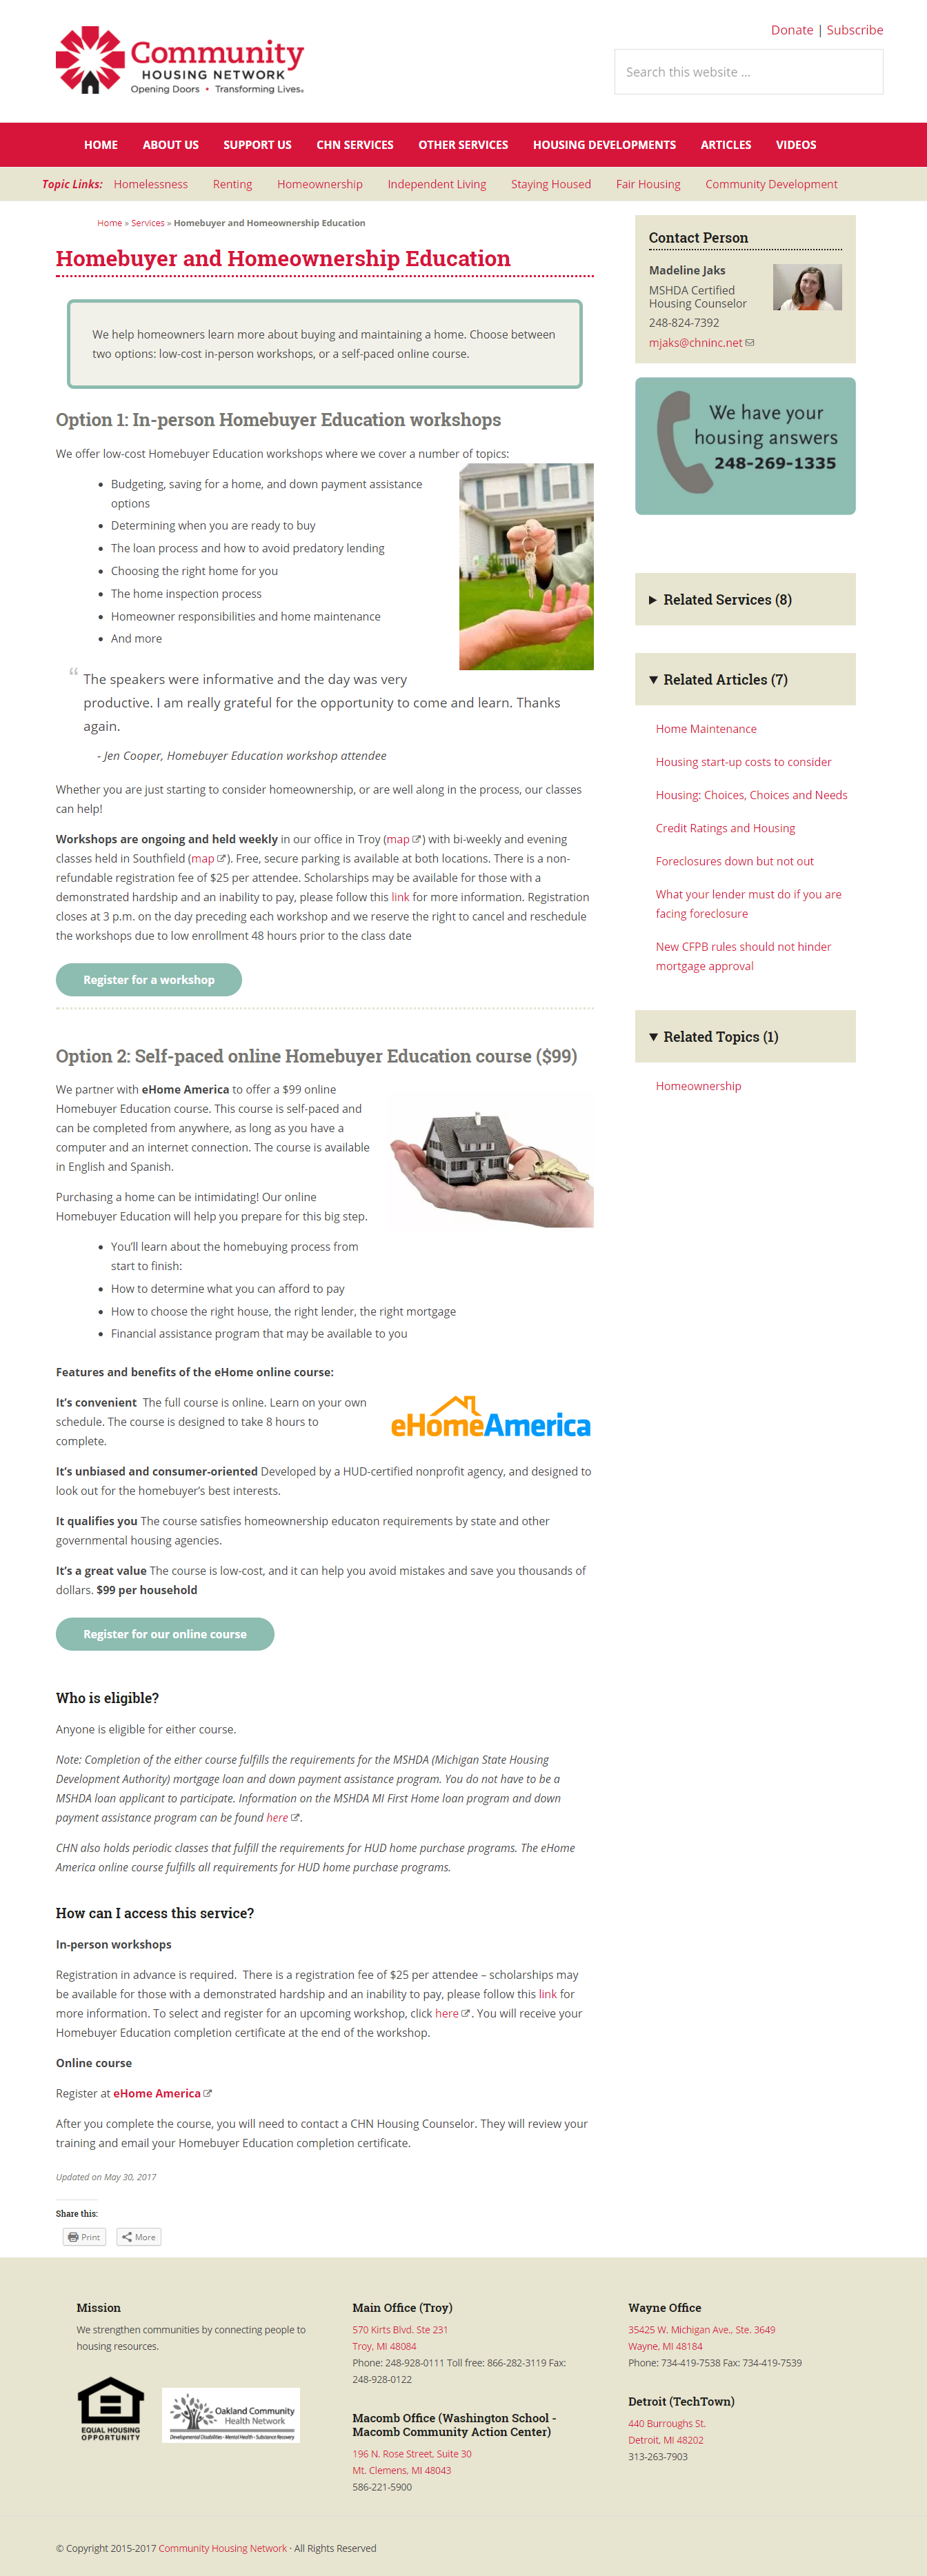 Community
HOUSING NETWORK
Opening Doors • Transforming Lives.
Donate | Subscribe
Search this website ...
HOME ABOUT US SUPPORT US CHN SERVICES OTHER SERVICES HOUSING DEVELOPMENTS ARTICLES VIDEOS
Topic Links: Homelessness Renting Homeownership Independent Living Staying Housed Fair Housing Community Development
Home » Services » Homebuyer and Homeownership Education
Homebuyer and Homeownership Education
We help homeowners learn more about buying and maintaining a home. Choose between
two options: low-cost in-person workshops, or a self-paced online course.
Option 1: In-person Homebuyer Education workshops
We offer low-cost Homebuyer Education workshops where we cover a number of topics:
• Budgeting, saving for a home, and down payment assistance
options
• Determining when you are ready to buy
• The loan process and how to avoid predatory lending
• Choosing the right home for you
• The home inspection process
• Homeowner responsibilities and home maintenance
• And more
“ The speakers were informative and the day was very
productive. I am really grateful for the opportunity to come and learn. Thanks
again.
- Jen Cooper, Homebuyer Education workshop attendee
Whether you are just starting to consider homeownership, or are well along in the process, our classes
can help!
Workshops are ongoing and held weekly in our office in Troy (map) with bi-weekly and evening
classes held in Southfield (map). Free, secure parking is available at both locations. There is a non-
refundable registration fee of $25 per attendee. Scholarships may be available for those with a
demonstrated hardship and an inability to pay, please follow this link for more information. Registration
closes at 3 p.m. on the day preceding each workshop and we reserve the right to cancel and reschedule
the workshops due to low enrollment 48 hours prior to the class date
Register for a workshop
Option 2: Self-paced online Homebuyer Education course ($99)
We partner with eHome America to offer a $99 online
Homebuyer Education course. This course is self-paced and
can be completed from anywhere, as long as you have a
computer and an internet connection. The course is available
in English and Spanish.
Purchasing a home can be intimidating! Our online
Homebuyer Education will help you prepare for this big step.
• You’ll learn about the homebuying process from
start to finish:
• How to determine what you can afford to pay
• How to choose the right house, the right lender, the right mortgage
• Financial assistance program that may be available to you
Features and benefits of the eHome online course:
It’s convenient The full course is online. Learn on your own
schedule. The course is designed to take 8 hours to
complete.
eHomeAmerica
It’s unbiased and consumer-oriented Developed by a HUD-certified nonprofit agency, and designed to
look out for the homebuyer’s best interests.
It qualifies you The course satisfies homeownership educaton requirements by state and other
governmental housing agencies.
It’s a great value The course is low-cost, and it can help you avoid mistakes and save you thousands of
dollars. $99 per household
Register for our online course
Who is eligible?
Anyone is eligible for either course.
Note: Completion of the either course fulfills the requirements for the MSHDA (Michigan State Housing
Development Authority) mortgage loan and down payment assistance program. You do not have to be a
MSHDA loan applicant to participate. Information on the MSHDA MI First Home loan program and down
payment assistance program can be found here.
CHN also holds periodic classes that fulfill the requirements for HUD home purchase programs. The eHome
America online course fulfills all requirements for HUD home purchase programs.
How can I access this service?
In-person workshops
Registration in advance is required. There is a registration fee of $25 per attendee – scholarships may
be available for those with a demonstrated hardship and an inability to pay, please follow this link for
more information. To select and register for an upcoming workshop, click here. You will receive your
Homebuyer Education completion certificate at the end of the workshop.
Online course
Register at eHome America
After you complete the course, you will need to contact a CHN Housing Counselor. They will review your
training and email your Homebuyer Education completion certificate.
Updated on May 30, 2017
Share this:
Print More
Contact Person
Madeline Jaks
MSHDA Certified
Housing Counselor
248-824-7392
mjaks@chninc.net
We have your
housing answers
248-269-1335
▶ Related Services (8)
▼ Related Articles (7)
Home Maintenance
Housing start-up costs to consider
Housing: Choices, Choices and Needs
Credit Ratings and Housing
Foreclosures down but not out
What your lender must do if you are
facing foreclosure
New CFPB rules should not hinder
mortgage approval
▼ Related Topics (1)
Homeownership
Mission
We strengthen communities by connecting people to
housing resources.
EQUAL HOUSING
OPPORTUNITY
Oakland Community
Health Network
Developmental Disabilities - Mental Health - Substance Recovery
Main Office (Troy)
570 Kirts Blvd. Ste 231
Troy, MI 48084
Phone: 248-928-0111 Toll free: 866-282-3119 Fax:
248-928-0122
Macomb Office (Washington School -
Macomb Community Action Center)
196 N. Rose Street, Suite 30
Mt. Clemens, MI 48043
586-221-5900
Wayne Office
35425 W. Michigan Ave., Ste. 3649
Wayne, MI 48184
Phone: 734-419-7538 Fax: 734-419-7539
Detroit (TechTown)
440 Burroughs St.
Detroit, MI 48202
313-263-7903
© Copyright 2015-2017 Community Housing Network · All Rights Reserved